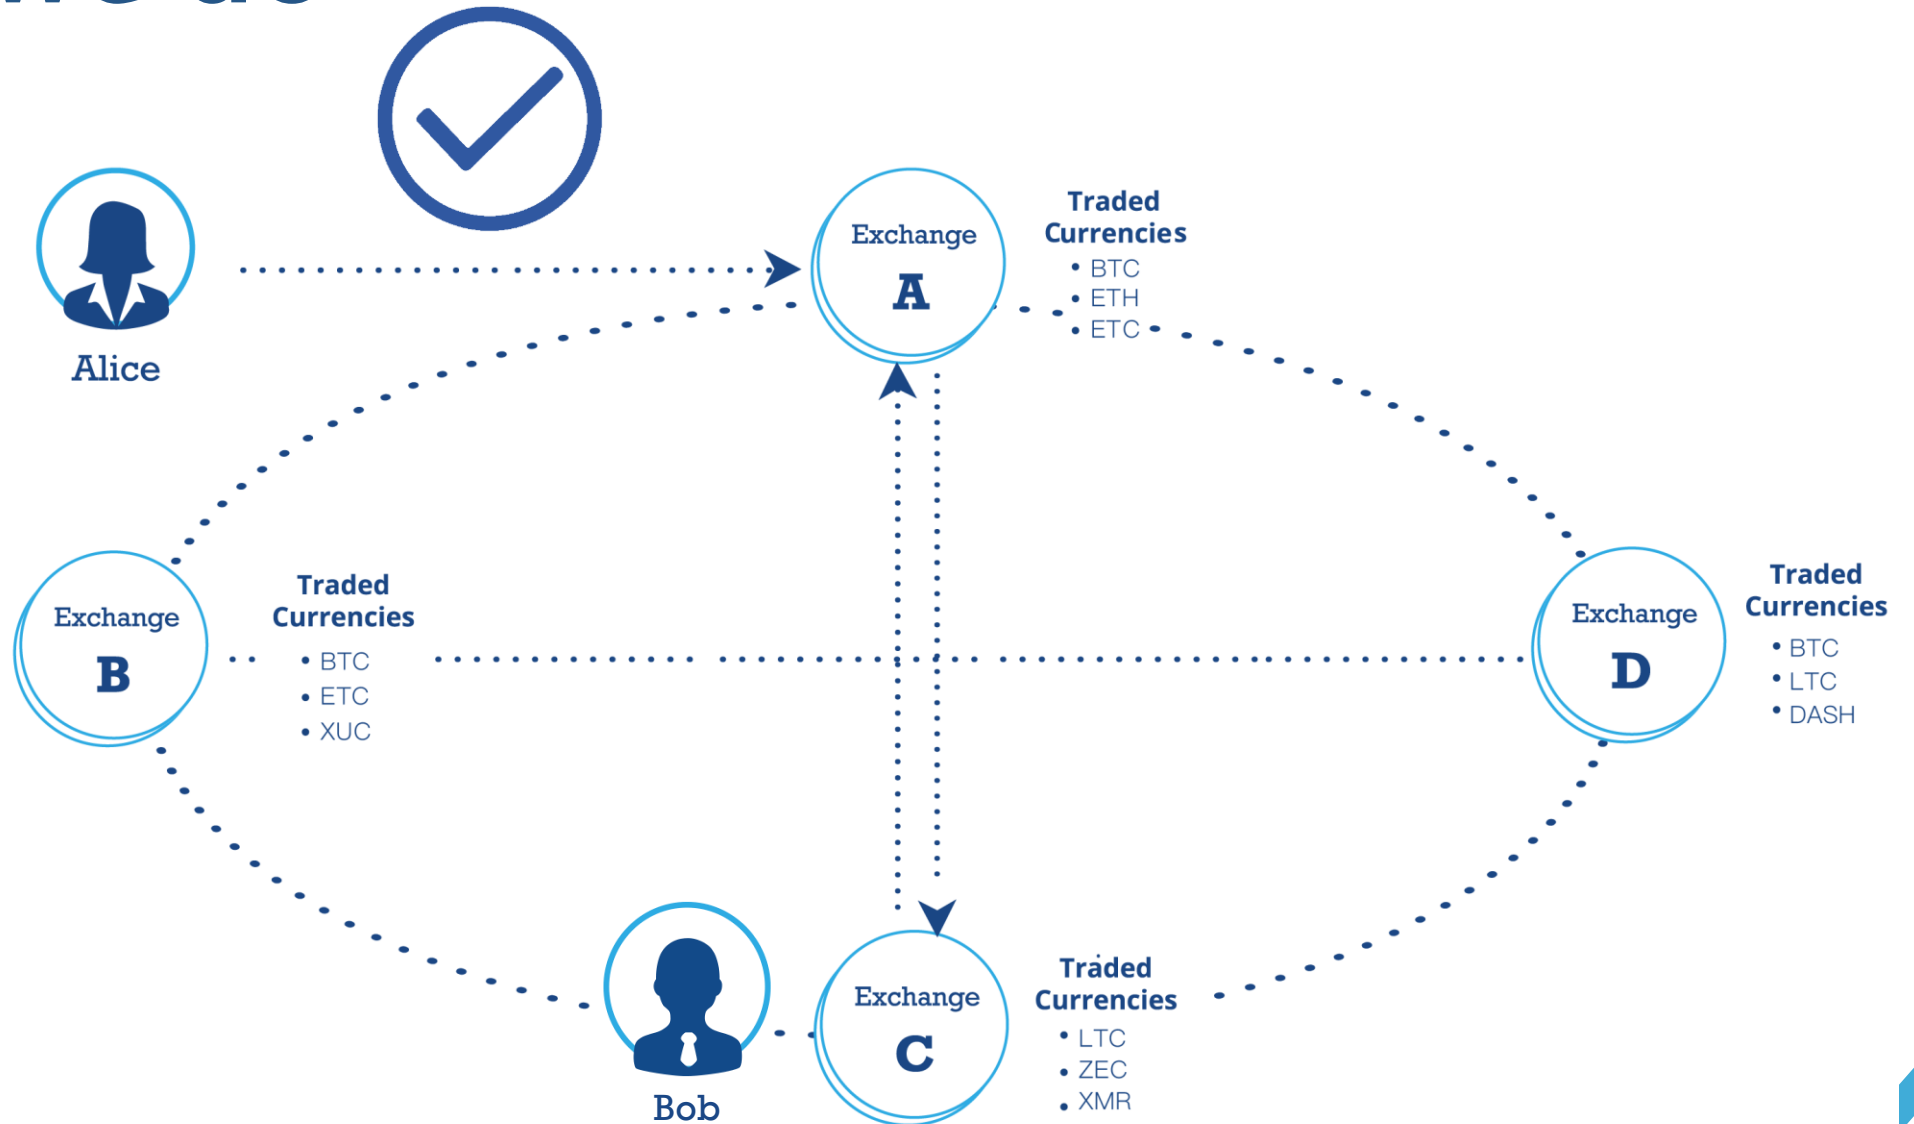 Alice
Exchange
A
Traded
Currencies
• BTC
• ETH
• ETC
Exchange
B
Traded
Currencies
• BTC
• ETC
• XUC
Exchange
D
Traded
Currencies
• BTC
• LTC
• DASH
Bob
Exchange
C
Traded
Currencies
• LTC
• ZEC
• XMR